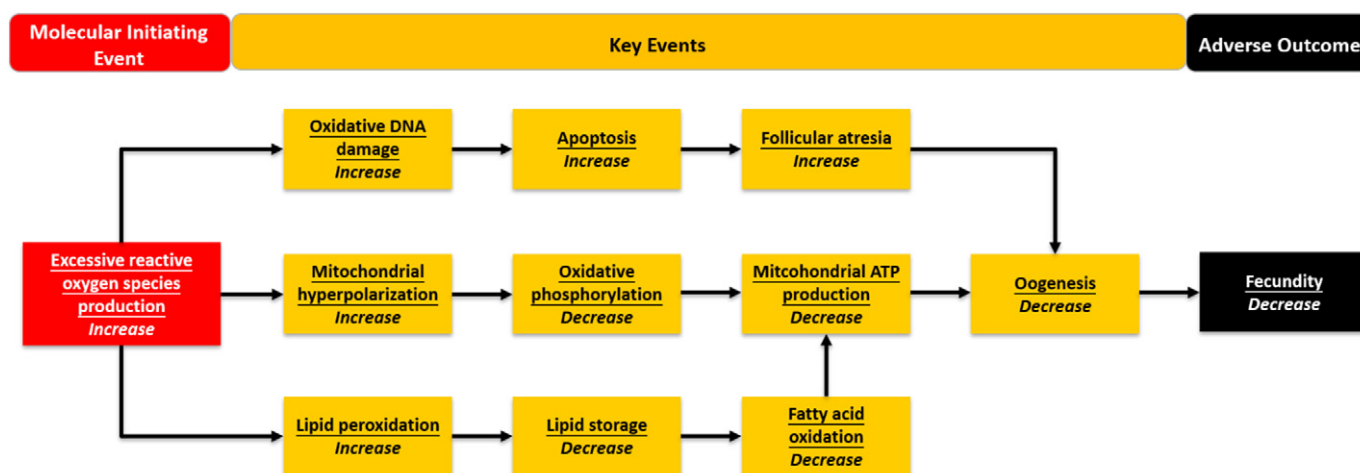 Molecular Initiating
Event
Key Events
Adverse Outcome
Oxidative DNA
damage
Increase
Apoptosis
Increase
Follicular atresia
Increase
Excessive reactive
oxygen species
production
Increase
Mitochondrial
hyperpolarization
Increase
Oxidative
phosphorylation
Decrease
Mitcohondrial ATP
production
Decrease
Oogenesis
Decrease
Fecundity
Decrease
Lipid peroxidation
Increase
Lipid storage
Decrease
Fatty acid
oxidation
Decrease